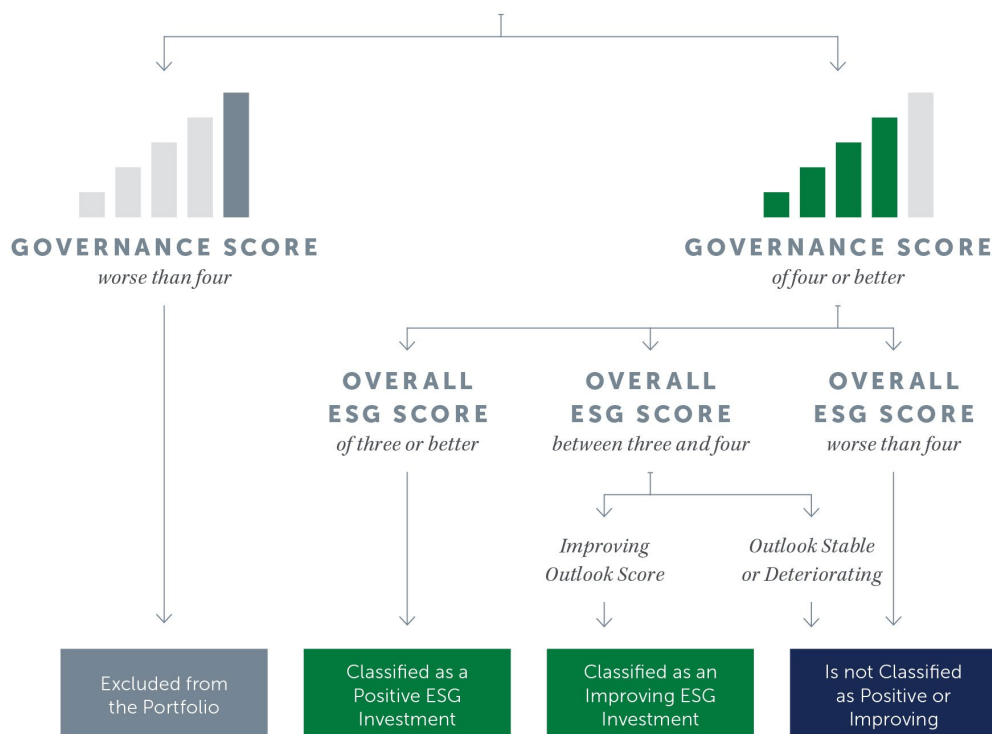 GOVERNANCE SCORE
worse than four
GOVERNANCE SCORE
of four or better
OVERALL
ESG SCORE
of three or better
OVERALL
ESG SCORE
between three and four
OVERALL
ESG SCORE
worse than four
Improving
Outlook Score
Outlook Stable
or Deteriorating
Excluded from
the Portfolio
Classified as a
Positive ESG
Investment
Classified as an
Improving ESG
Investment
Is not Classified
as Positive or
Improving